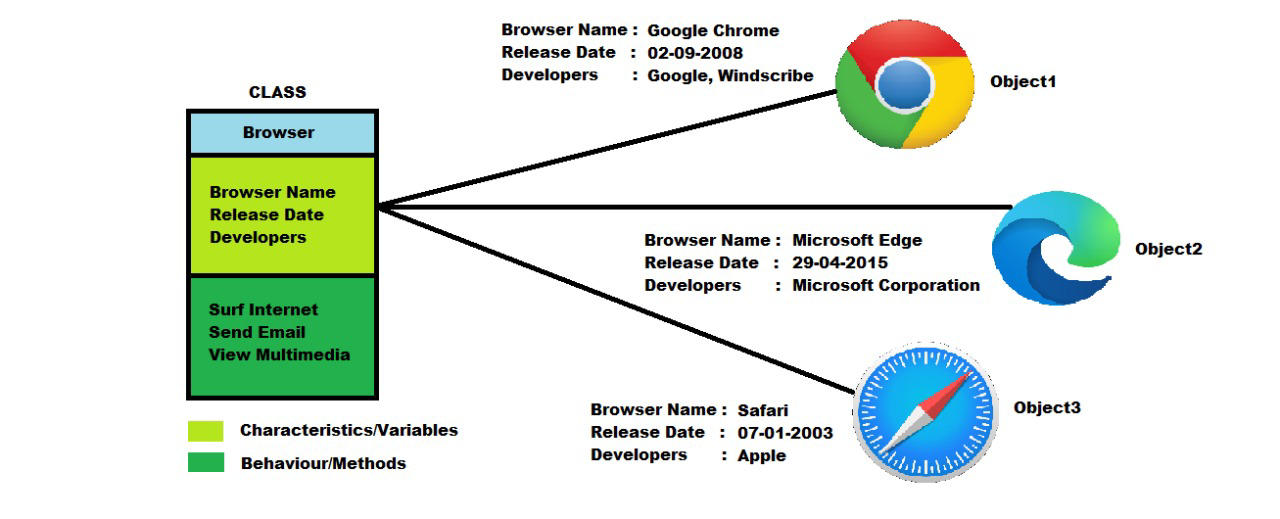 Browser Name : Google Chrome
Release Date : 02-09-2008
Developers : Google, Windscribe
Object1
CLASS
Browser
Browser Name
Release Date
Developers
Surf Internet
Send Email
View Multimedia
Browser Name : Microsoft Edge
Release Date : 29-04-2015
Developers : Microsoft Corporation
Object2
Browser Name : Safari
Release Date : 07-01-2003
Developers : Apple
Object3
Characteristics/Variables
Behaviour/Methods